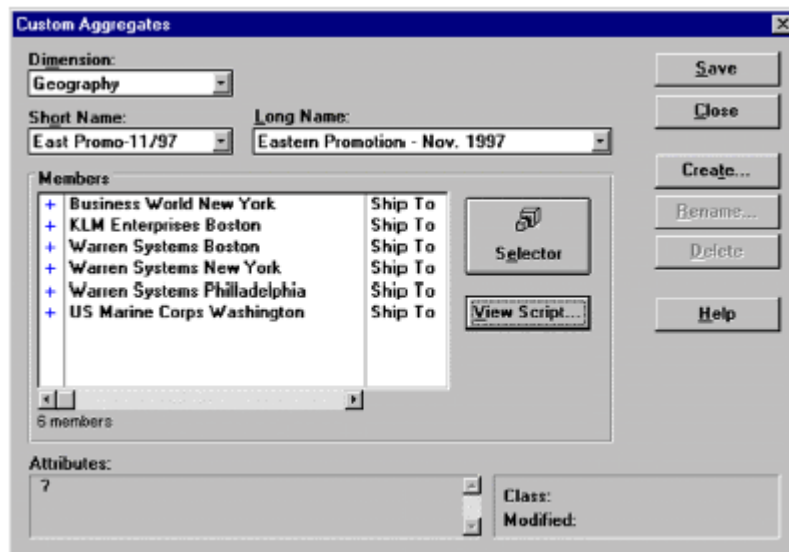 Custom Aggregates
Dimension:
Geography
Save
Close
Short Name:
Long Name:
East Promo-11/97
Eastern Promotion - Nov. 1997
Members
Business World New York Ship To
KLM Enterprises Boston Ship To
Warren Systems Boston Ship To
Warren Systems New York Ship To
Warren Systems Philladelphia Ship To
US Marine Corps Washington Ship To
Selector
View Script...
Create...
Rename...
Delete
Help
6 members
Attributes:
?
Class:
Modified: